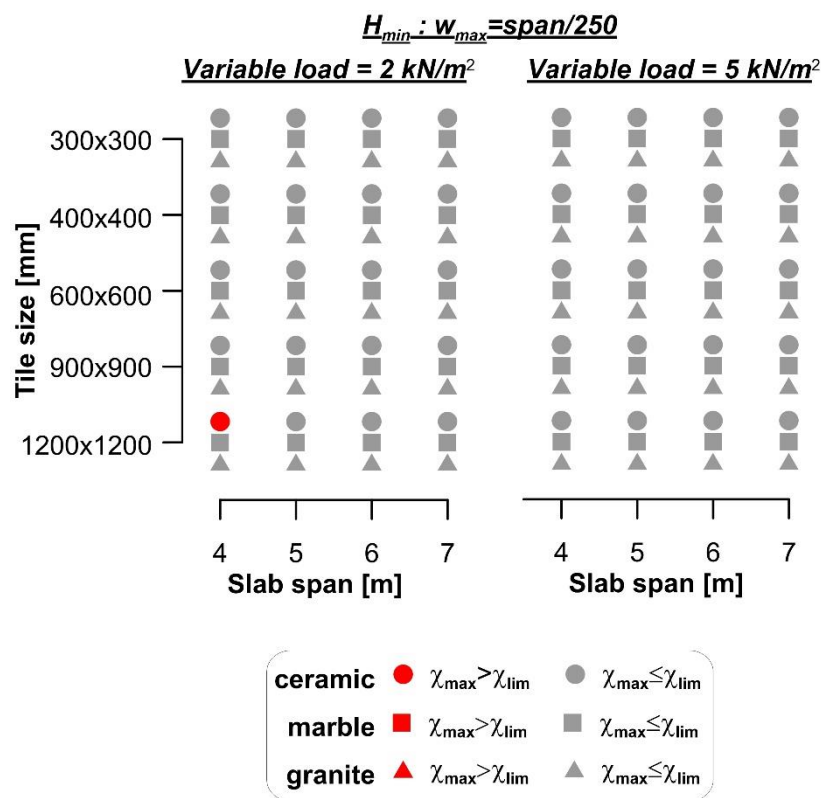 H_min : w_max=span/250
Variable load = 2 kN/m² Variable load = 5 kN/m²
300x300
400x400
600x600
900x900
1200x1200
Tile size [mm]
4 5 6 7 4 5 6 7
Slab span [m] Slab span [m]
ceramic χmax>χlim χmax≤χlim
marble χmax>χlim χmax≤χlim
granite χmax>χlim χmax≤χlim